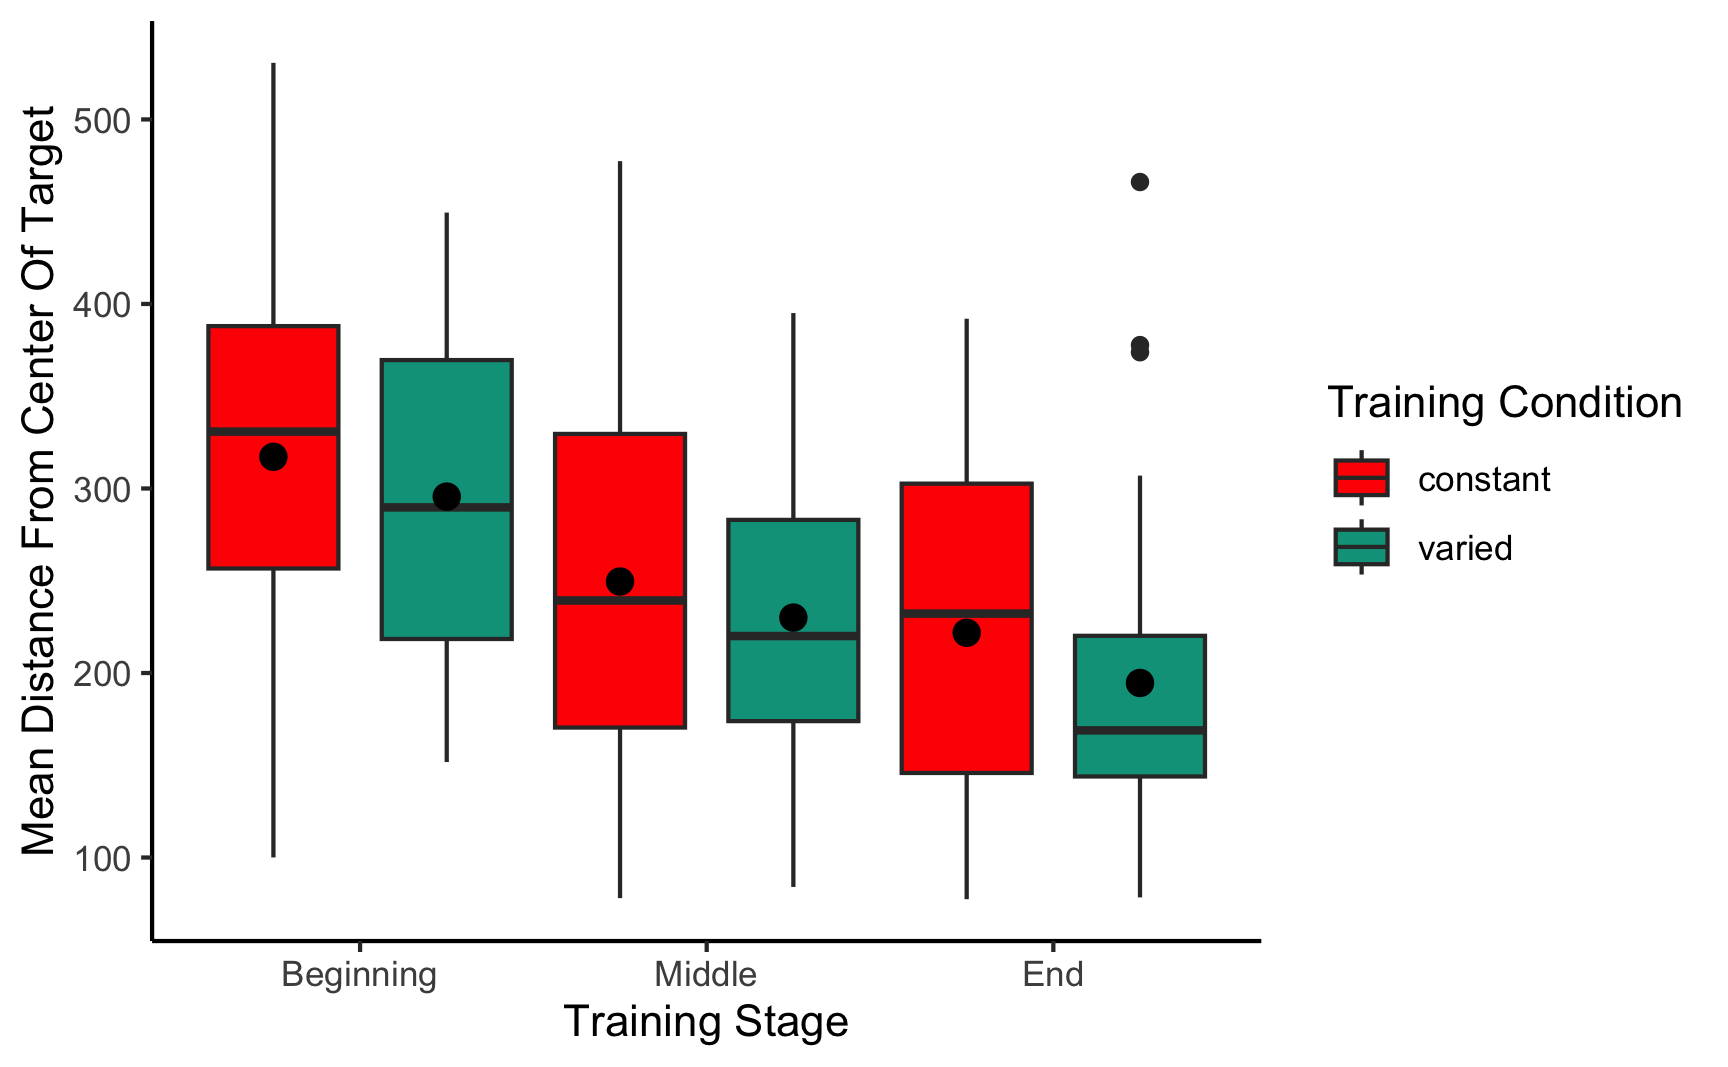 Mean Distance From Center Of Target
500
400
300
200
100
Beginning
Middle
End
Training Stage
Training Condition
constant
varied